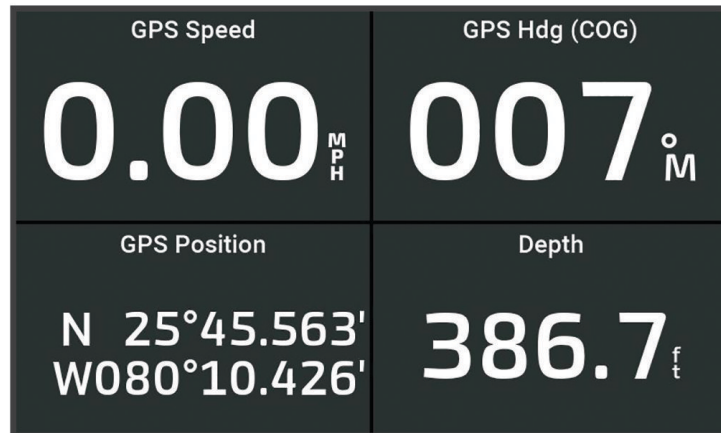 GPS Speed
0.00 MPH
GPS Hdg (COG)
007 °M
GPS Position
N 25°45.563'
W080°10.426'
Depth
386.7 ft